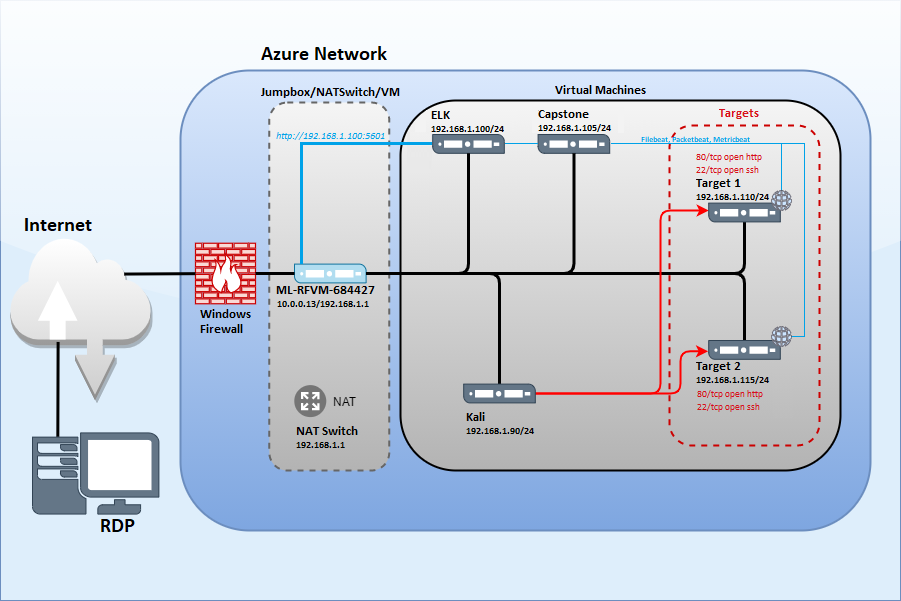 Azure Network
Jumpbox/NATSwitch/VM
Virtual Machines
ELK
192.168.1.100/24
Capstone
192.168.1.105/24
Targets
http://192.168.1.100:5601
Filebeat, Packetbeat, Metricbeat
80/tcp open http
22/tcp open ssh
Target 1
192.168.1.110/24
Internet
Windows
Firewall
ML-RFVM-684427
10.0.0.13/192.168.1.1
Target 2
192.168.1.115/24
80/tcp open http
22/tcp open ssh
NAT
NAT Switch
192.168.1.1
Kali
192.168.1.90/24
RDP